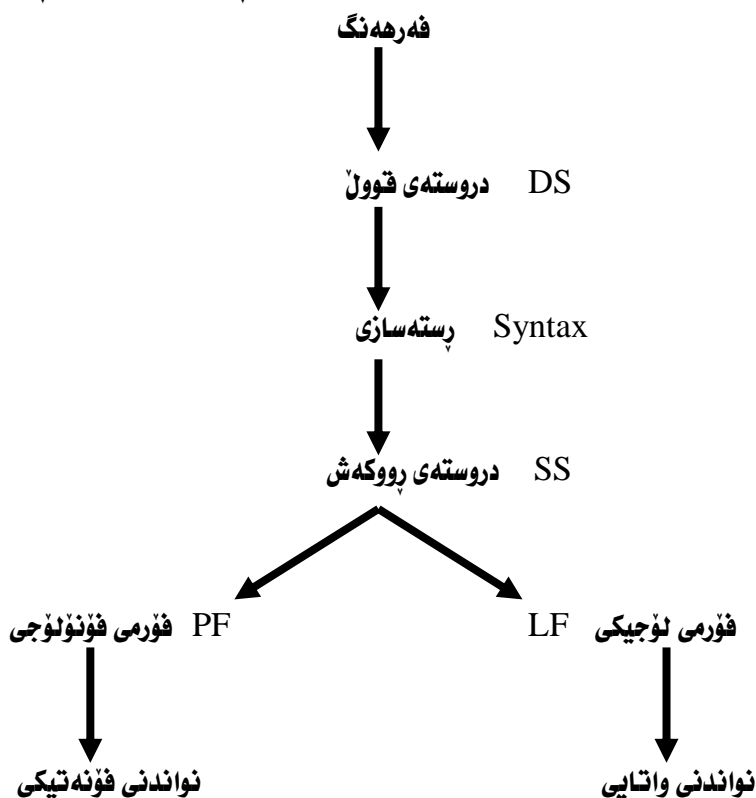 فەرهەنگ
دروستەی قووڵ DS
ڕستەسازی Syntax
دروستەی ڕووکەش SS
فۆرمی لۆجیکی LF
فۆرمی فۆنۆلۆجی PF
نواندنی واتایی
نواندنی فۆنەتیکی